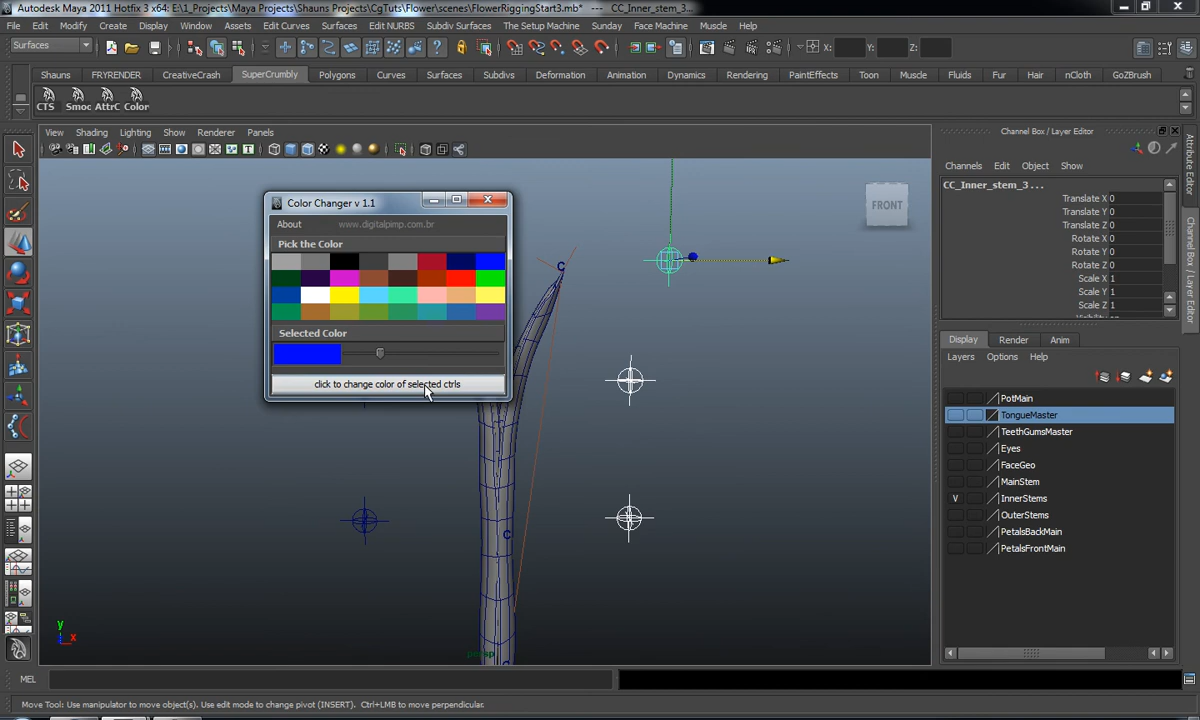 Autodesk Maya 2011 Hotfix 3 x64: E:\1_Projects\Maya Projects\Shauns Projects\CgTuts\Flower\scenes\FlowerRiggingStart3.mb* --- CC_Inner_stem_3...
File Edit Modify Create Display Window Assets Edit Curves Surfaces Edit NURBS Subdiv Surfaces The Setup Machine Sunday Face Machine Muscle Help
Surfaces X: Y: Z:
Shauns FRYRENDER CreativeCrash SuperCrumbly Polygons Curves Surfaces Subdivs Deformation Animation Dynamics Rendering PaintEffects Toon Muscle Fluids Fur Hair nCloth GoZBrush
CTS Smoc AttrC Color
View Shading Lighting Show Renderer Panels
Color Changer v 1.1
About www.digitalpimp.com.br
Pick the Color
Selected Color
click to change color of selected ctrls
FRONT
C
C
persp
y
x
Channel Box / Layer Editor
Channels Edit Object Show
CC_Inner_stem_3...
Translate X 0
Translate Y 0
Translate Z 0
Rotate X 0
Rotate Y 0
Rotate Z 0
Scale X 1
Scale Y 1
Scale Z 1
Display Render Anim
Layers Options Help
PotMain
TongueMaster
TeethGumsMaster
Eyes
FaceGeo
MainStem
V InnerStems
OuterStems
PetalsBackMain
PetalsFrontMain
Attribute Editor
Channel Box / Layer Editor
MEL
Move Tool: Use manipulator to move object(s). Use edit mode to change pivot (INSERT). Ctrl+LMB to move perpendicular.